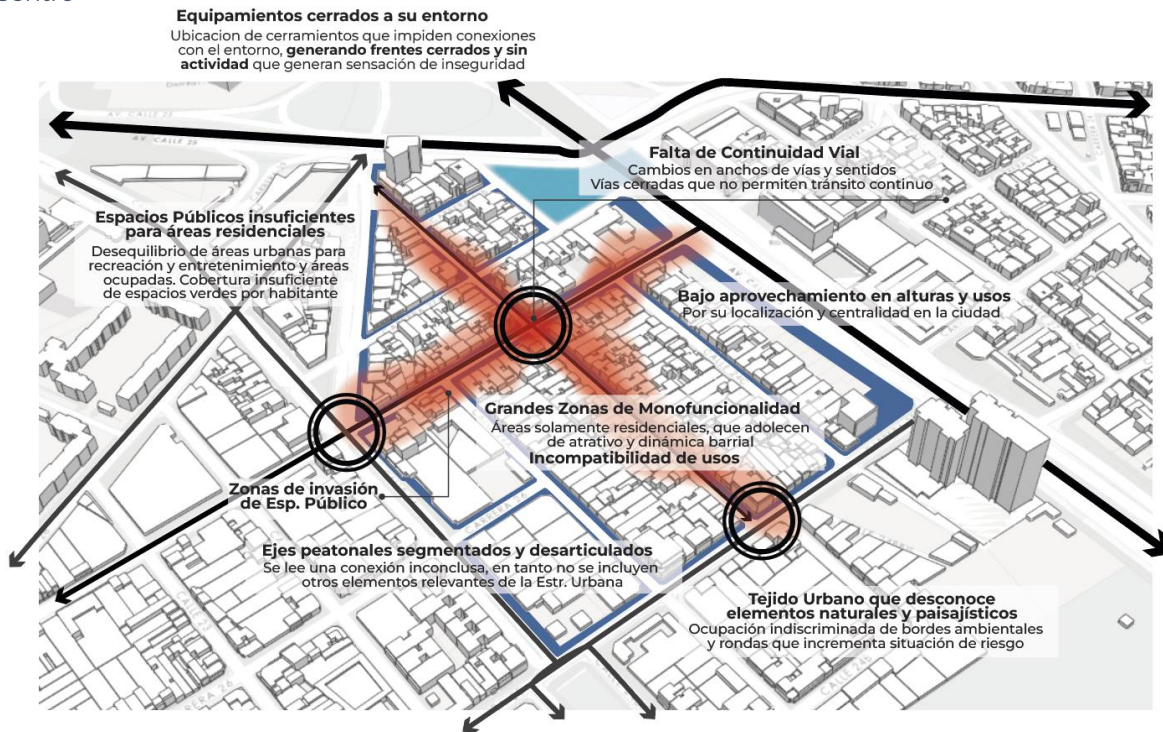 Equipamientos cerrados a su entorno
Ubicacion de cerramientos que impiden conexiones
con el entorno, generando frentes cerrados y sin
actividad que generan sensación de inseguridad
AV. CALLE 25
Falta de Continuidad Vial
Cambios en anchos de vías y sentidos
Vías cerradas que no permiten tránsito continuo
Espacios Públicos insuficientes
para áreas residenciales
Desequilibrio de áreas urbanas para
recreación y entretenimiento y áreas
ocupadas. Cobertura insuficiente
de espacios verdes por habitante
Bajo aprovechamiento en alturas y usos
Por su localización y centralidad en la ciudad
Grandes Zonas de Monofuncionalidad
Áreas solamente residenciales, que adolecen
de atrativo y dinámica barrial
Incompatibilidad de usos
Zonas de invasión
de Esp. Público
CARRERA 26
Ejes peatonales segmentados y desarticulados
Se lee una conexión inconclusa, en tanto no se incluyen
otros elementos relevantes de la Estr. Urbana
Tejido Urbano que desconoce
elementos naturales y paisajísticos
Ocupación indiscriminada de bordes ambientales
y rondas que incrementa situación de riesgo
CALLE 24B